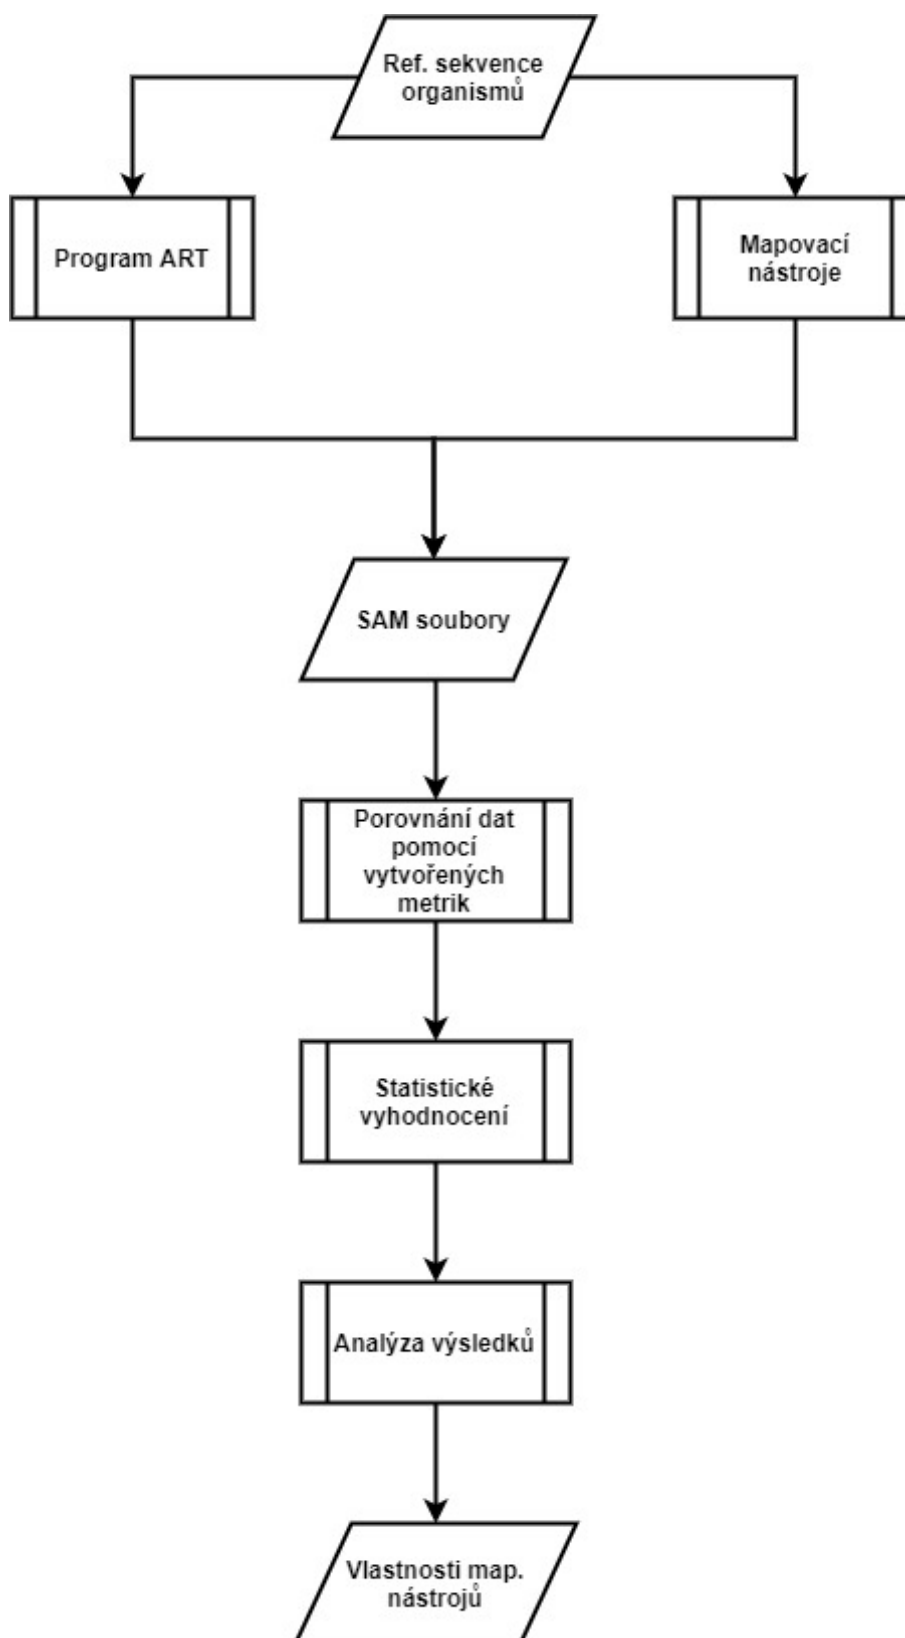 Ref. sekvence
organismů
Program ART
Mapovací
nástroje
SAM soubory
Porovnání dat
pomocí
vytvořených
metrik
Statistické
vyhodnocení
Analýza výsledků
Vlastnosti map.
nástrojů